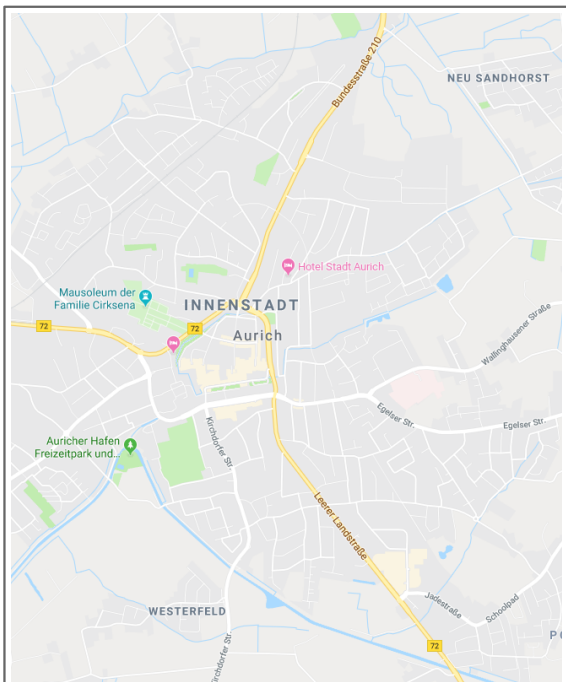 Bundesstraße 210
NEU SANDHORST
Hotel Stadt Aurich
Mausoleum der
Familie Cirksena
INNENSTADT
72
72
Aurich
Wallinghausener Straße
Egelser Str.
Egelser Str.
Kirchdorfer Str.
Auricher Hafen
Freizeitpark und...
Leerer Landstraße
Jadestraße
Schoolpad
WESTERFELD
72
Kirchdorfer Str.